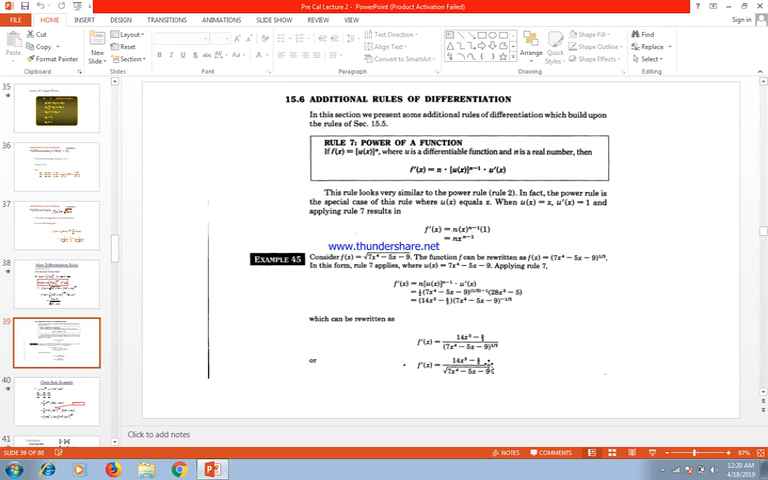 Pre Cal Lecture 2 - PowerPoint (Product Activation Failed)
FILE HOME INSERT DESIGN TRANSITIONS ANIMATIONS SLIDE SHOW REVIEW VIEW Sign in
Paste
Cut
Copy
Format Painter
Clipboard
New Slide
Layout
Reset
Section
Slides
Font
Text Direction
Align Text
Convert to SmartArt
Paragraph
Arrange
Quick Styles
Shape Fill
Shape Outline
Shape Effects
Drawing
Find
Replace
Select
Editing
35
36
37
38
39
40
41
15.6 ADDITIONAL RULES OF DIFFERENTIATION
In this section we present some additional rules of differentiation which build upon
the rules of Sec. 15.5.
RULE 7: POWER OF A FUNCTION
If f(x) = [u(x)]ⁿ, where u is a differentiable function and n is a real number, then
f'(x) = n · [u(x)]ⁿ⁻¹ · u'(x)
This rule looks very similar to the power rule (rule 2). In fact, the power rule is
the special case of this rule where u(x) equals x. When u(x) = x, u'(x) = 1 and
applying rule 7 results in
f'(x) = n(x)ⁿ⁻¹(1)
= nxⁿ⁻¹
www.thundershare.net
EXAMPLE 45 Consider f(x) = √(7x⁴ − 5x − 9). The function f can be rewritten as f(x) = (7x⁴ − 5x − 9)^(1/2).
In this form, rule 7 applies, where u(x) = 7x⁴ − 5x − 9. Applying rule 7,
f'(x) = n[u(x)]ⁿ⁻¹ · u'(x)
= ½(7x⁴ − 5x − 9)^((1/2)−1)(28x³ − 5)
= (14x³ − 5/2)(7x⁴ − 5x − 9)^(−1/2)
which can be rewritten as
f'(x) = (14x³ − 5/2)/(7x⁴ − 5x − 9)^(1/2)
or
f'(x) = (14x³ − 5/2)/√(7x⁴ − 5x − 9)
Click to add notes
SLIDE 39 OF 80 NOTES COMMENTS 87%
12:20 AM
4/18/2019